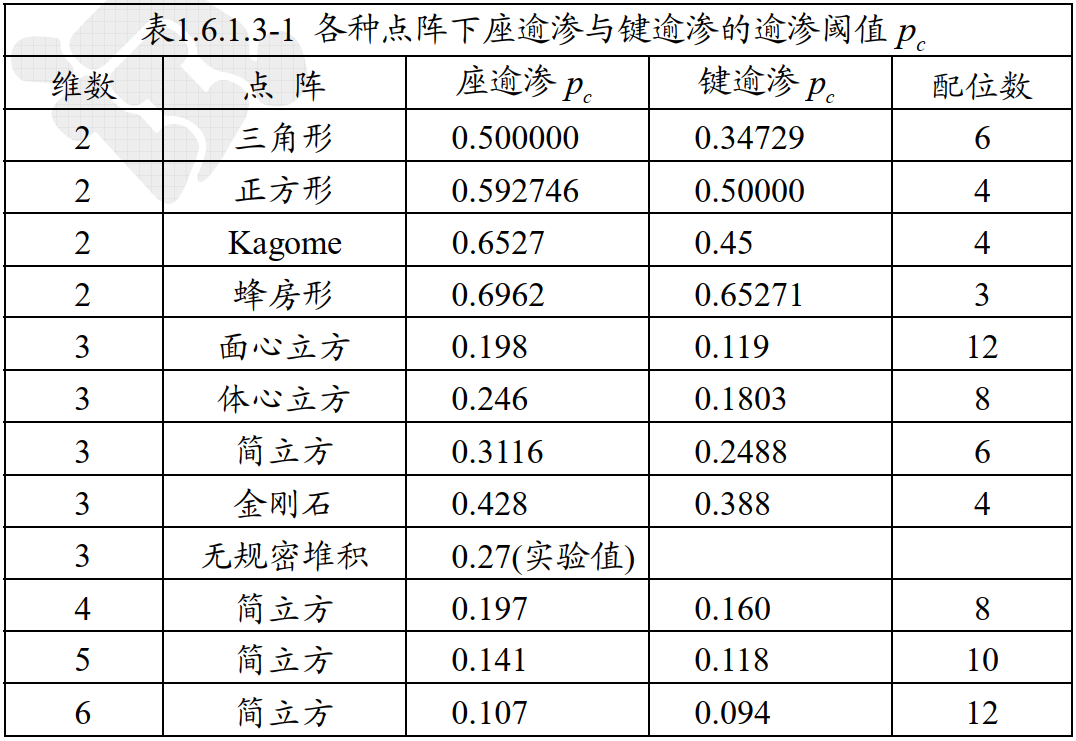 表1.6.1.3-1 各种点阵下座逾渗与键逾渗的逾渗阈值 pc
维数 点 阵 座逾渗 pc 键逾渗 pc 配位数
2 三角形 0.500000 0.34729 6
2 正方形 0.592746 0.50000 4
2 Kagome 0.6527 0.45 4
2 蜂房形 0.6962 0.65271 3
3 面心立方 0.198 0.119 12
3 体心立方 0.246 0.1803 8
3 简立方 0.3116 0.2488 6
3 金刚石 0.428 0.388 4
3 无规密堆积 0.27(实验值)
4 简立方 0.197 0.160 8
5 简立方 0.141 0.118 10
6 简立方 0.107 0.094 12